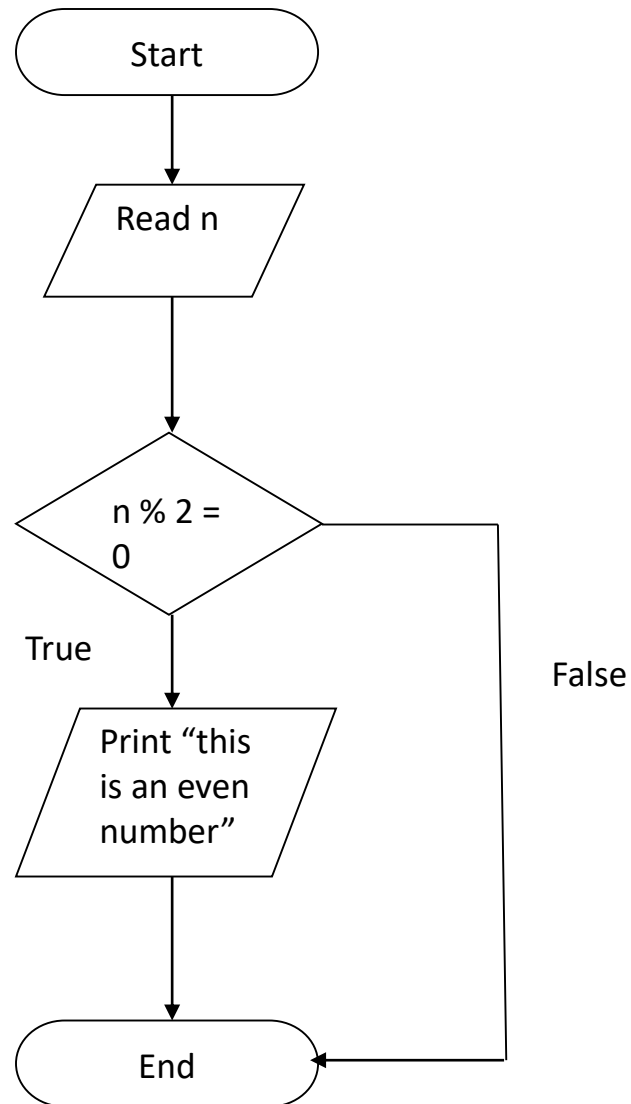 Start
Read n
n % 2 =
0
True
False
Print “this
is an even
number”
End